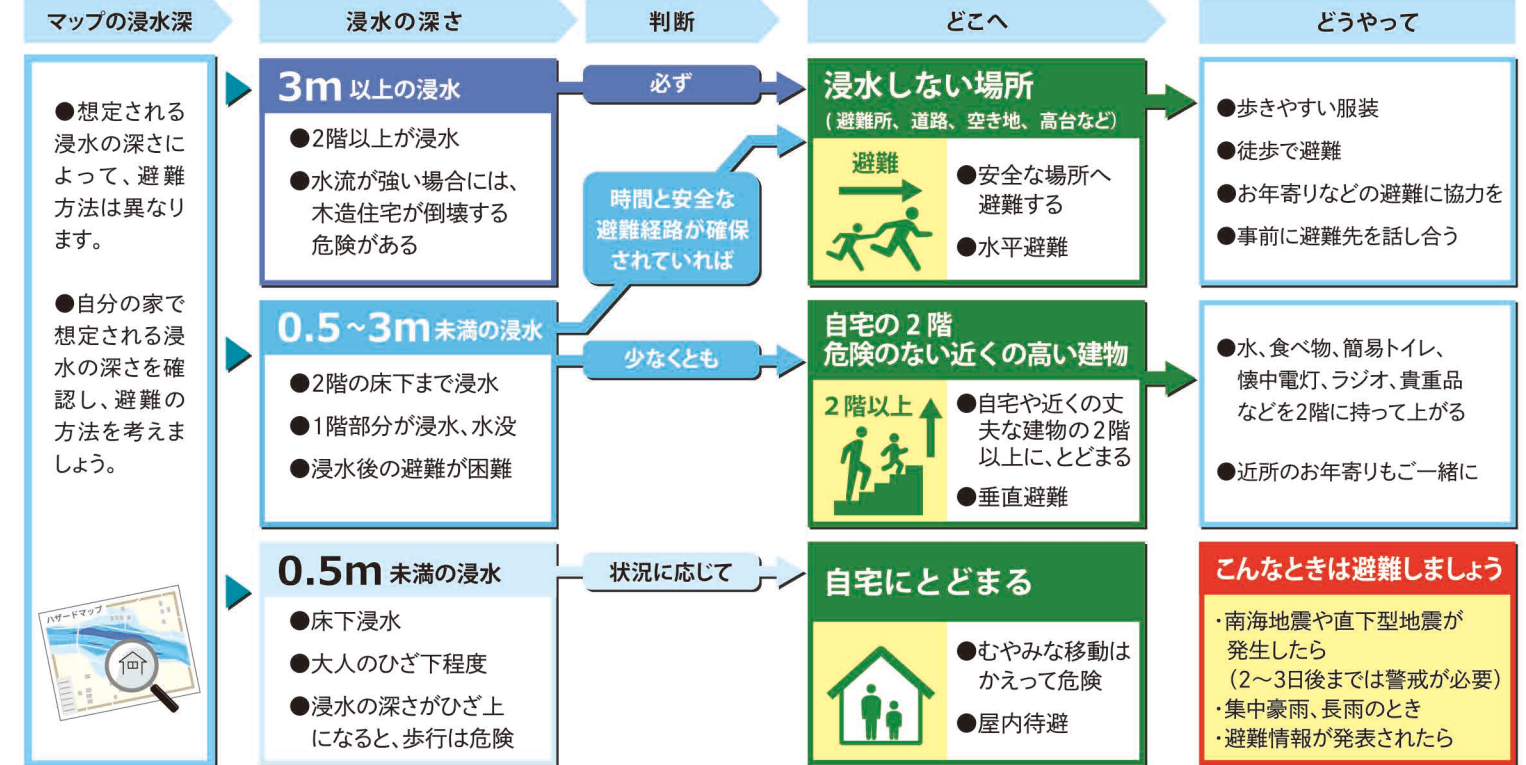 マップの浸水深
浸水の深さ
判断
どこへ
どうやって
●想定される
浸水の深さに
よって、避難
方法は異なり
ます。
●自分の家で
想定される浸
水の深さを確
認し、避難の
方法を考えま
しょう。
ハザードマップ
3m 以上の浸水
●2階以上が浸水
●水流が強い場合には、
木造住宅が倒壊する
危険がある
必ず
時間と安全な
避難経路が確保
されていれば
浸水しない場所
(避難所、道路、空き地、高台など)
避難
●安全な場所へ
避難する
●水平避難
●歩きやすい服装
●徒歩で避難
●お年寄りなどの避難に協力を
●事前に避難先を話し合う
0.5~3m 未満の浸水
●2階の床下まで浸水
●1階部分が浸水、水没
●浸水後の避難が困難
少なくとも
自宅の2階
危険のない近くの高い建物
2階以上
●自宅や近くの丈
夫な建物の2階
以上に、とどまる
●垂直避難
●水、食べ物、簡易トイレ、
懐中電灯、ラジオ、貴重品
などを2階に持って上がる
●近所のお年寄りもご一緒に
0.5m 未満の浸水
●床下浸水
●大人のひざ下程度
●浸水の深さがひざ上
になると、歩行は危険
状況に応じて
自宅にとどまる
●むやみな移動は
かえって危険
●屋内待避
こんなときは避難しましょう
・南海地震や直下型地震が
発生したら
(2〜3日後までは警戒が必要)
・集中豪雨、長雨のとき
・避難情報が発表されたら